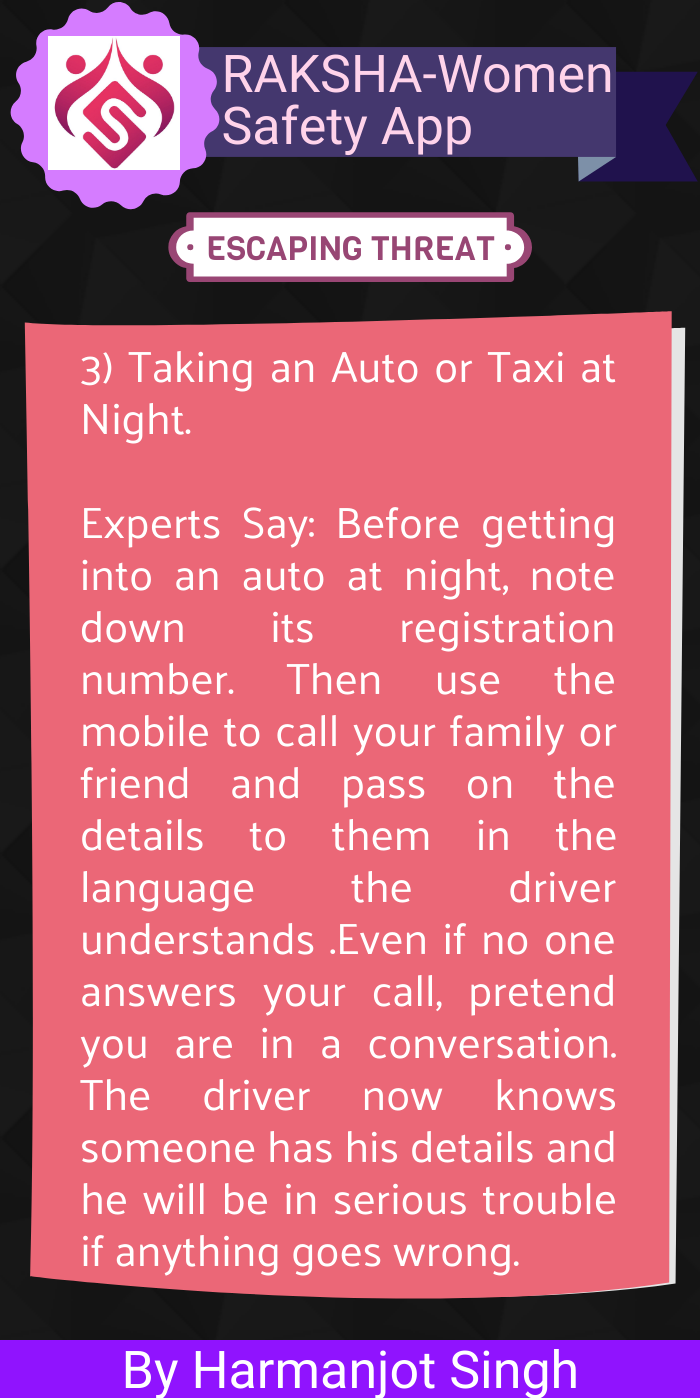 RAKSHA-Women
Safety App
ESCAPING THREAT
3) Taking an Auto or Taxi at
Night.
Experts Say: Before getting
into an auto at night, note
down its registration
number. Then use the
mobile to call your family or
friend and pass on the
details to them in the
language the driver
understands .Even if no one
answers your call, pretend
you are in a conversation.
The driver now knows
someone has his details and
he will be in serious trouble
if anything goes wrong.
By Harmanjot Singh